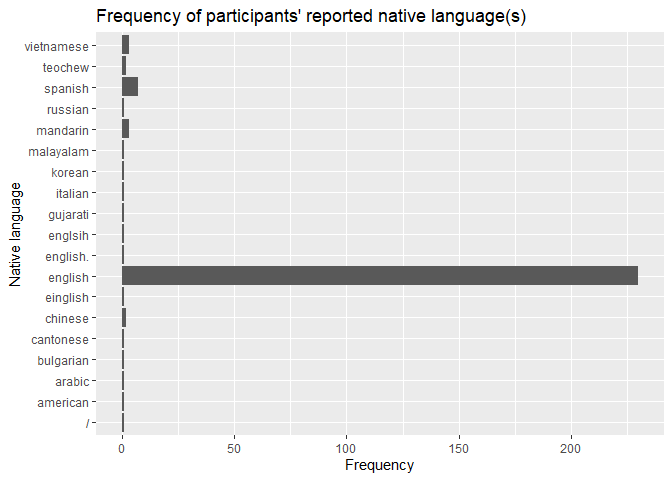 Frequency of participants' reported native language(s)
Native language
vietnamese
teochew
spanish
russian
mandarin
malayalam
korean
italian
gujarati
englsih
english.
english
einglish
chinese
cantonese
bulgarian
arabic
american
/
0 50 100 150 200
Frequency